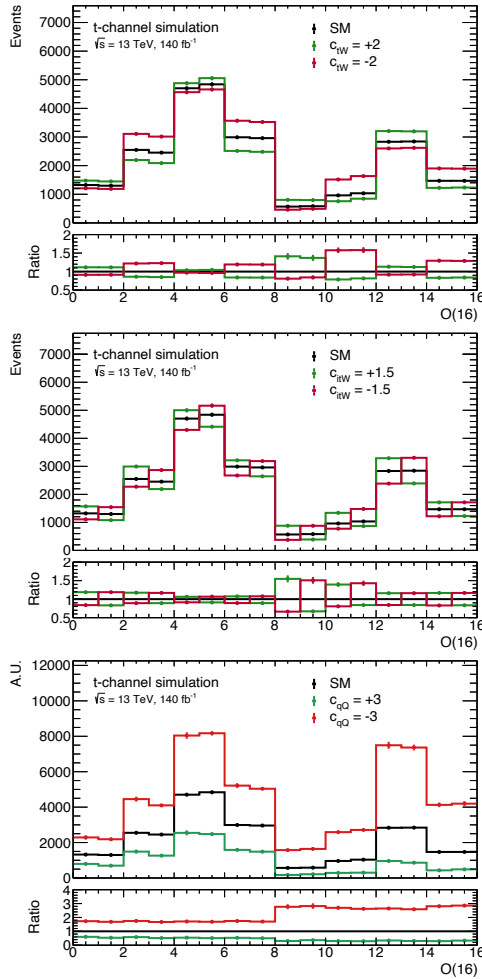 Events
7000
6000
5000
4000
3000
2000
1000
0
t-channel simulation
√s = 13 TeV, 140 fb⁻¹
SM
c_tW = +2
c_tW = -2
Ratio
2
1.5
1
0.5
0 2 4 6 8 10 12 14 16
O(16)
Events
7000
6000
5000
4000
3000
2000
1000
0
t-channel simulation
√s = 13 TeV, 140 fb⁻¹
SM
c_itW = +1.5
c_itW = -1.5
Ratio
2
1.5
1
0.5
0 2 4 6 8 10 12 14 16
O(16)
A.U.
12000
10000
8000
6000
4000
2000
0
t-channel simulation
√s = 13 TeV, 140 fb⁻¹
SM
c_qQ = +3
c_qQ = -3
Ratio
4
3
2
1
0
0 2 4 6 8 10 12 14 16
O(16)